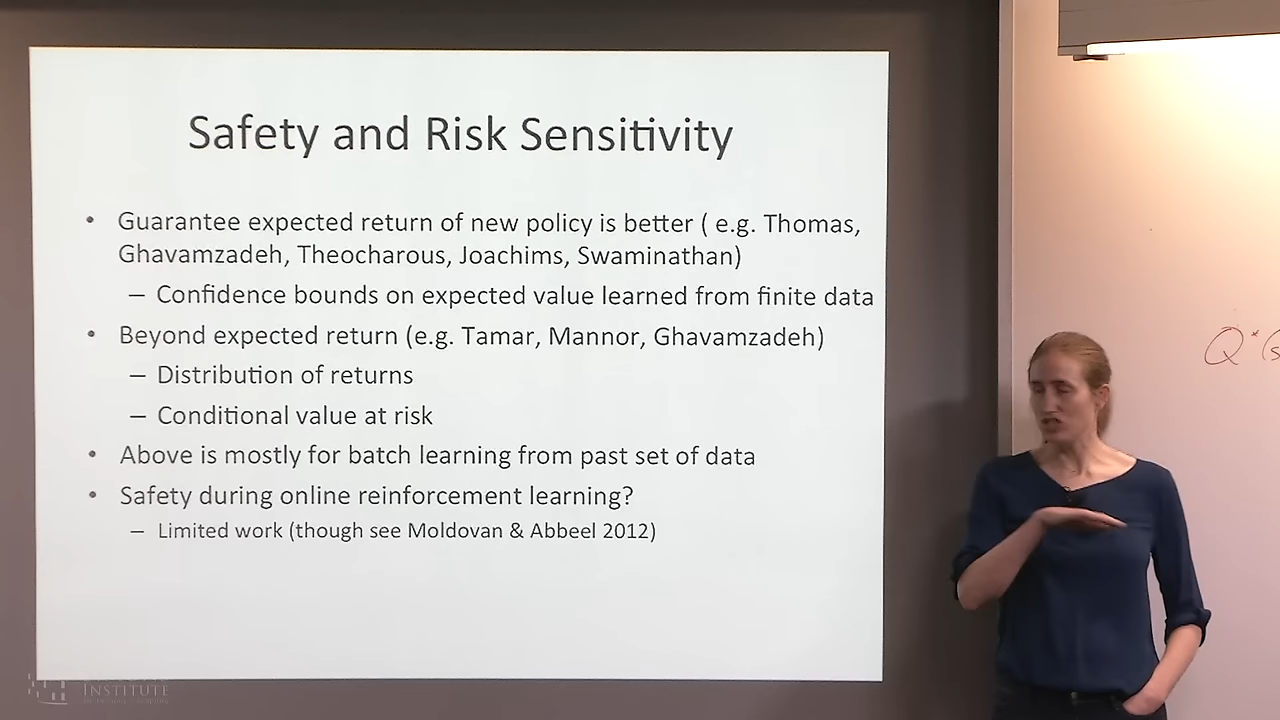 Safety and Risk Sensitivity
• Guarantee expected return of new policy is better ( e.g. Thomas,
Ghavamzadeh, Theocharous, Joachims, Swaminathan)
– Confidence bounds on expected value learned from finite data
• Beyond expected return (e.g. Tamar, Mannor, Ghavamzadeh)
– Distribution of returns
– Conditional value at risk
• Above is mostly for batch learning from past set of data
• Safety during online reinforcement learning?
– Limited work (though see Moldovan & Abbeel 2012)
Q*(s
INSTITUTE